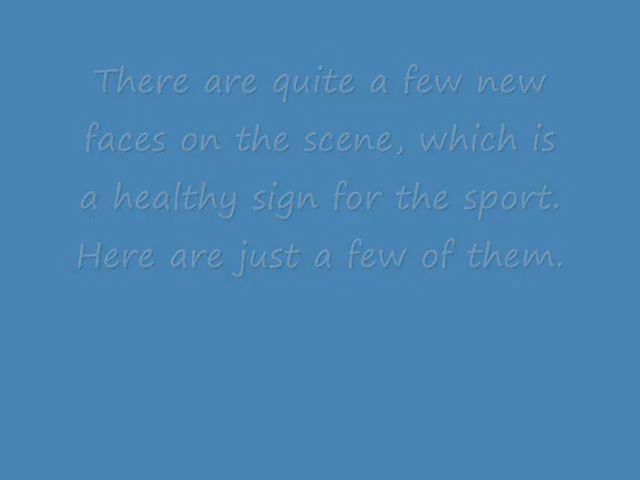 There are quite a few new
faces on the scene, which is
a healthy sign for the sport.
Here are just a few of them.